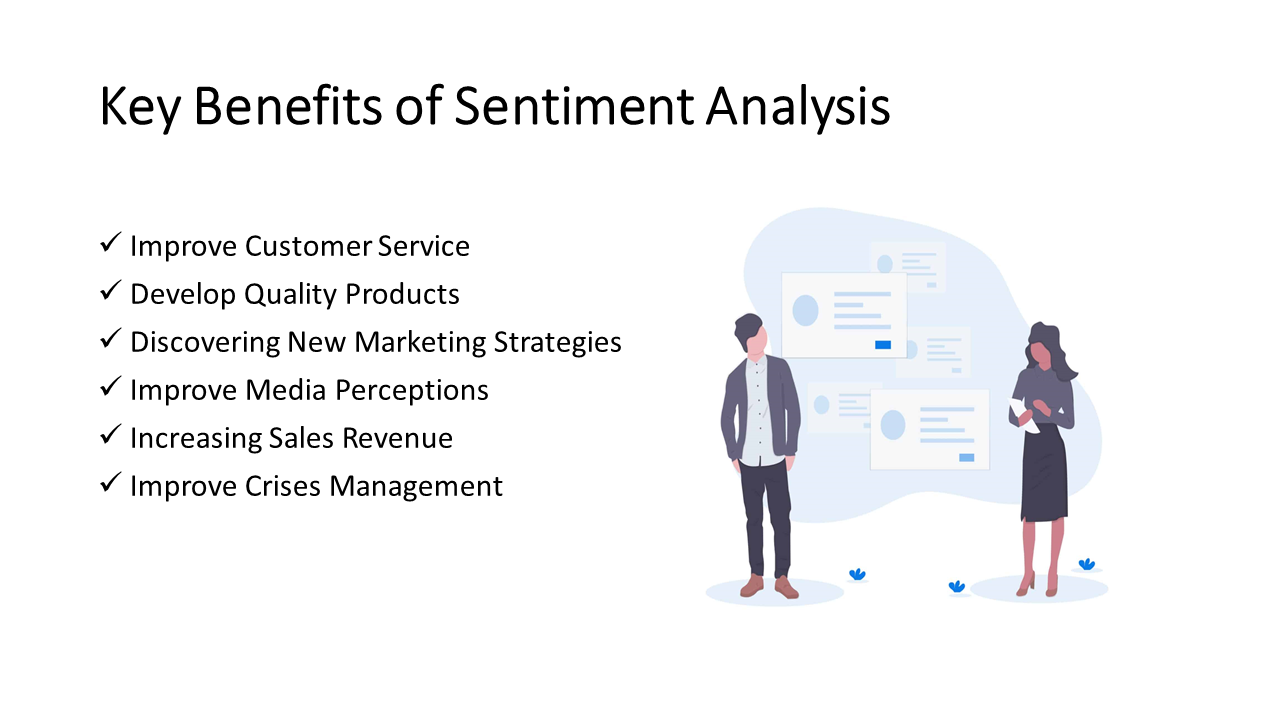 Key Benefits of Sentiment Analysis
✓ Improve Customer Service
✓ Develop Quality Products
✓ Discovering New Marketing Strategies
✓ Improve Media Perceptions
✓ Increasing Sales Revenue
✓ Improve Crises Management